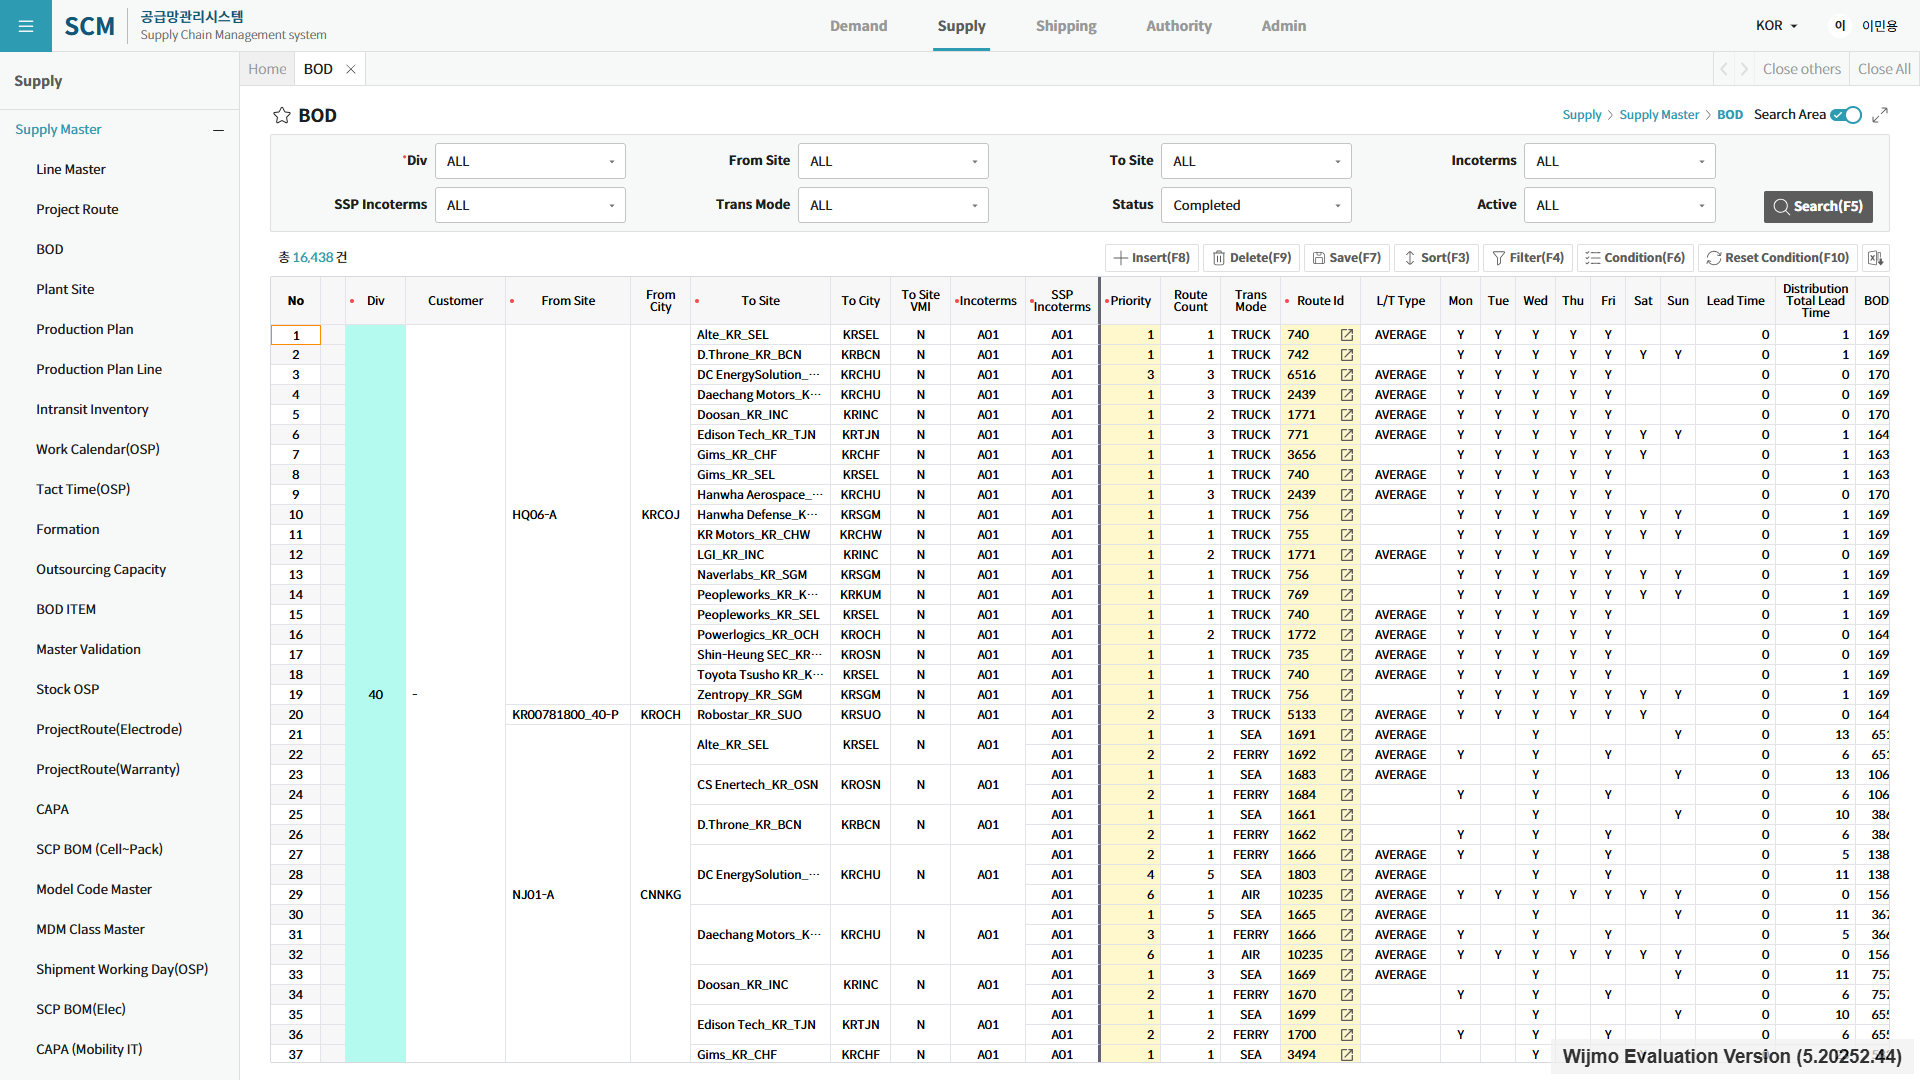 SCM 공급망관리시스템
Supply Chain Management system
Demand Supply Shipping Authority Admin
KOR 이 이민용
Supply
Home BOD
Close others Close All
Supply Master
Line Master
Project Route
BOD
Plant Site
Production Plan
Production Plan Line
Intransit Inventory
Work Calendar(OSP)
Tact Time(OSP)
Formation
Outsourcing Capacity
BOD ITEM
Master Validation
Stock OSP
ProjectRoute(Electrode)
ProjectRoute(Warranty)
CAPA
SCP BOM (Cell~Pack)
Model Code Master
MDM Class Master
Shipment Working Day(OSP)
SCP BOM(Elec)
CAPA (Mobility IT)
BOD
Supply > Supply Master > BOD Search Area
*Div ALL From Site ALL To Site ALL Incoterms ALL
SSP Incoterms ALL Trans Mode ALL Status Completed Active ALL Search(F5)
총 16,438 건
Insert(F8) Delete(F9) Save(F7) Sort(F3) Filter(F4) Condition(F6) Reset Condition(F10)
No Div Customer From Site From City To Site To City To Site VMI Incoterms SSP Incoterms Priority Route Count Trans Mode Route Id L/T Type Mon Tue Wed Thu Fri Sat Sun Lead Time Distribution Total Lead Time BOD
1 Alte_KR_SEL KRSEL N A01 A01 1 1 TRUCK 740 AVERAGE Y Y Y Y Y 0 1 169
2 D.Throne_KR_BCN KRBCN N A01 A01 1 1 TRUCK 742 Y Y Y Y Y Y Y 0 1 169
3 DC EnergySolution_··· KRCHU N A01 A01 3 3 TRUCK 6516 AVERAGE Y Y Y Y Y 0 0 170
4 Daechang Motors_K··· KRCHU N A01 A01 1 3 TRUCK 2439 AVERAGE Y Y Y Y Y 0 0 169
5 Doosan_KR_INC KRINC N A01 A01 1 2 TRUCK 1771 AVERAGE Y Y Y Y Y 0 0 170
6 Edison Tech_KR_TJN KRTJN N A01 A01 1 3 TRUCK 771 AVERAGE Y Y Y Y Y Y Y 0 1 164
7 Gims_KR_CHF KRCHF N A01 A01 1 1 TRUCK 3656 Y Y Y Y Y Y 0 1 163
8 Gims_KR_SEL KRSEL N A01 A01 1 1 TRUCK 740 AVERAGE Y Y Y Y Y 0 1 163
9 Hanwha Aerospace_··· KRCHU N A01 A01 1 3 TRUCK 2439 AVERAGE Y Y Y Y Y 0 0 170
10 HQ06-A KRCOJ Hanwha Defense_K··· KRSGM N A01 A01 1 1 TRUCK 756 Y Y Y Y Y Y Y 0 1 169
11 KR Motors_KR_CHW KRCHW N A01 A01 1 1 TRUCK 755 Y Y Y Y Y Y Y 0 1 169
12 LGI_KR_INC KRINC N A01 A01 1 2 TRUCK 1771 AVERAGE Y Y Y Y Y 0 0 169
13 Naverlabs_KR_SGM KRSGM N A01 A01 1 1 TRUCK 756 Y Y Y Y Y Y Y 0 1 169
14 Peopleworks_KR_K··· KRKUM N A01 A01 1 1 TRUCK 769 Y Y Y Y Y Y Y 0 1 169
15 Peopleworks_KR_SEL KRSEL N A01 A01 1 1 TRUCK 740 AVERAGE Y Y Y Y Y 0 1 169
16 Powerlogics_KR_OCH KROCH N A01 A01 1 2 TRUCK 1772 AVERAGE Y Y Y Y Y 0 0 164
17 Shin-Heung SEC_KR··· KROSN N A01 A01 1 1 TRUCK 735 AVERAGE Y Y Y Y Y 0 0 169
18 Toyota Tsusho KR_K··· KRSEL N A01 A01 1 1 TRUCK 740 AVERAGE Y Y Y Y Y 0 1 169
19 40 - Zentropy_KR_SGM KRSGM N A01 A01 1 1 TRUCK 756 Y Y Y Y Y Y Y 0 1 169
20 KR00781800_40-P KROCH Robostar_KR_SUO KRSUO N A01 A01 2 3 TRUCK 5133 AVERAGE Y Y Y Y Y Y 0 0 164
21 Alte_KR_SEL KRSEL N A01 A01 1 1 SEA 1691 AVERAGE Y Y 0 13 651
22 A01 2 2 FERRY 1692 AVERAGE Y Y Y 0 6 651
23 CS Enertech_KR_OSN KROSN N A01 A01 1 1 SEA 1683 AVERAGE Y Y 0 13 106
24 A01 2 1 FERRY 1684 Y Y Y 0 6 106
25 D.Throne_KR_BCN KRBCN N A01 A01 1 1 SEA 1661 Y Y 0 10 386
26 A01 2 1 FERRY 1662 Y Y Y 0 6 386
27 A01 2 1 FERRY 1666 AVERAGE Y Y Y 0 5 138
28 DC EnergySolution_··· KRCHU N A01 A01 4 5 SEA 1803 AVERAGE Y Y 0 11 138
29 NJ01-A CNNKG A01 6 1 AIR 10235 AVERAGE Y Y Y Y Y Y Y 0 0 156
30 A01 1 5 SEA 1665 AVERAGE Y Y 0 11 367
31 Daechang Motors_K··· KRCHU N A01 A01 3 1 FERRY 1666 AVERAGE Y Y Y 0 5 366
32 A01 6 1 AIR 10235 AVERAGE Y Y Y Y Y Y Y 0 0 156
33 Doosan_KR_INC KRINC N A01 A01 1 3 SEA 1669 AVERAGE Y Y 0 11 757
34 A01 2 1 FERRY 1670 Y Y Y 0 6 757
35 Edison Tech_KR_TJN KRTJN N A01 A01 1 1 SEA 1699 Y Y 0 10 655
36 A01 2 2 FERRY 1700 Y Y Y 0 6 655
37 Gims_KR_CHF KRCHF N A01 A01 1 1 SEA 3494 Y
Wijmo Evaluation Version (5.20252.44)